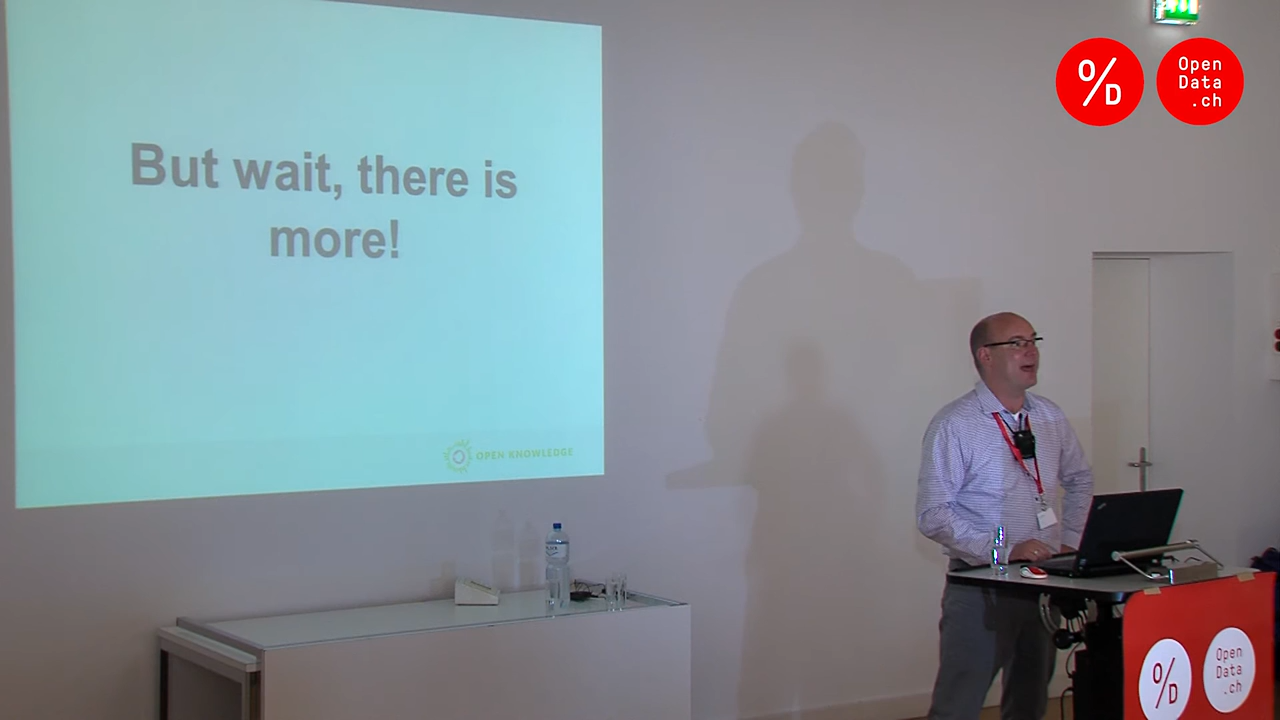 But wait, there is
more!
OPEN KNOWLEDGE
O/D
Open
Data
.ch
O/D
Open
Data
.ch